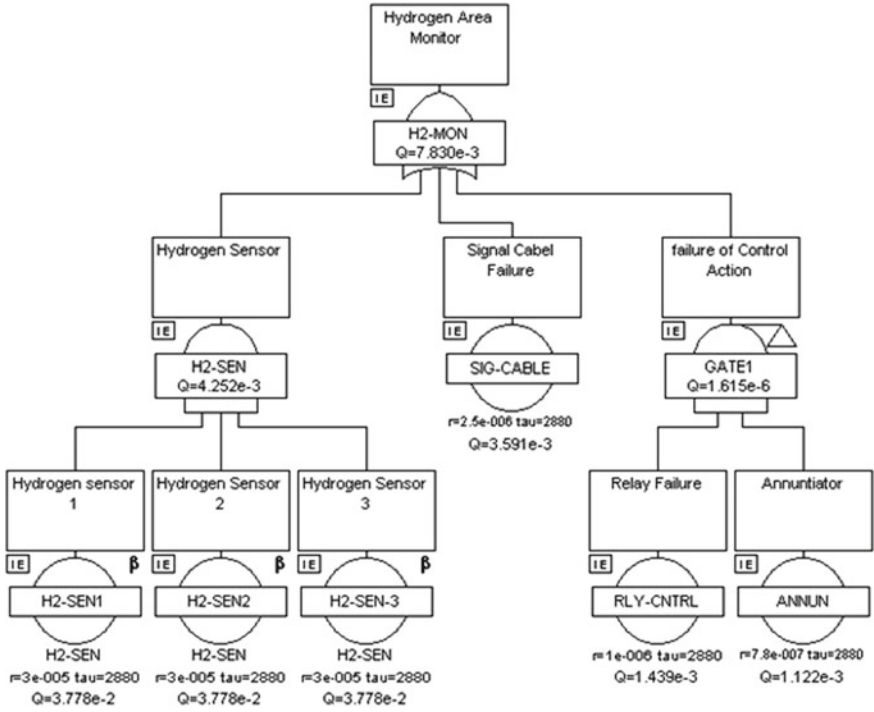 Hydrogen Area
Monitor
IE
H2-MON
Q=7.830e-3
Hydrogen Sensor
IE
H2-SEN
Q=4.252e-3
Signal Cabel
Failure
IE
SIG-CABLE
r=2.5e-006 tau=2880
Q=3.591e-3
failure of Control
Action
IE
GATE1
Q=1.615e-6
Hydrogen sensor
1
IE
β
H2-SEN1
H2-SEN
r=3e-005 tau=2880
Q=3.778e-2
Hydrogen Sensor
2
IE
β
H2-SEN2
H2-SEN
r=3e-005 tau=2880
Q=3.778e-2
Hydrogen Sensor
3
IE
β
H2-SEN-3
H2-SEN
r=3e-005 tau=2880
Q=3.778e-2
Relay Failure
IE
RLY-CNTRL
r=1e-006 tau=2880
Q=1.439e-3
Annuntiator
IE
ANNUN
r=7.8e-007 tau=2880
Q=1.122e-3